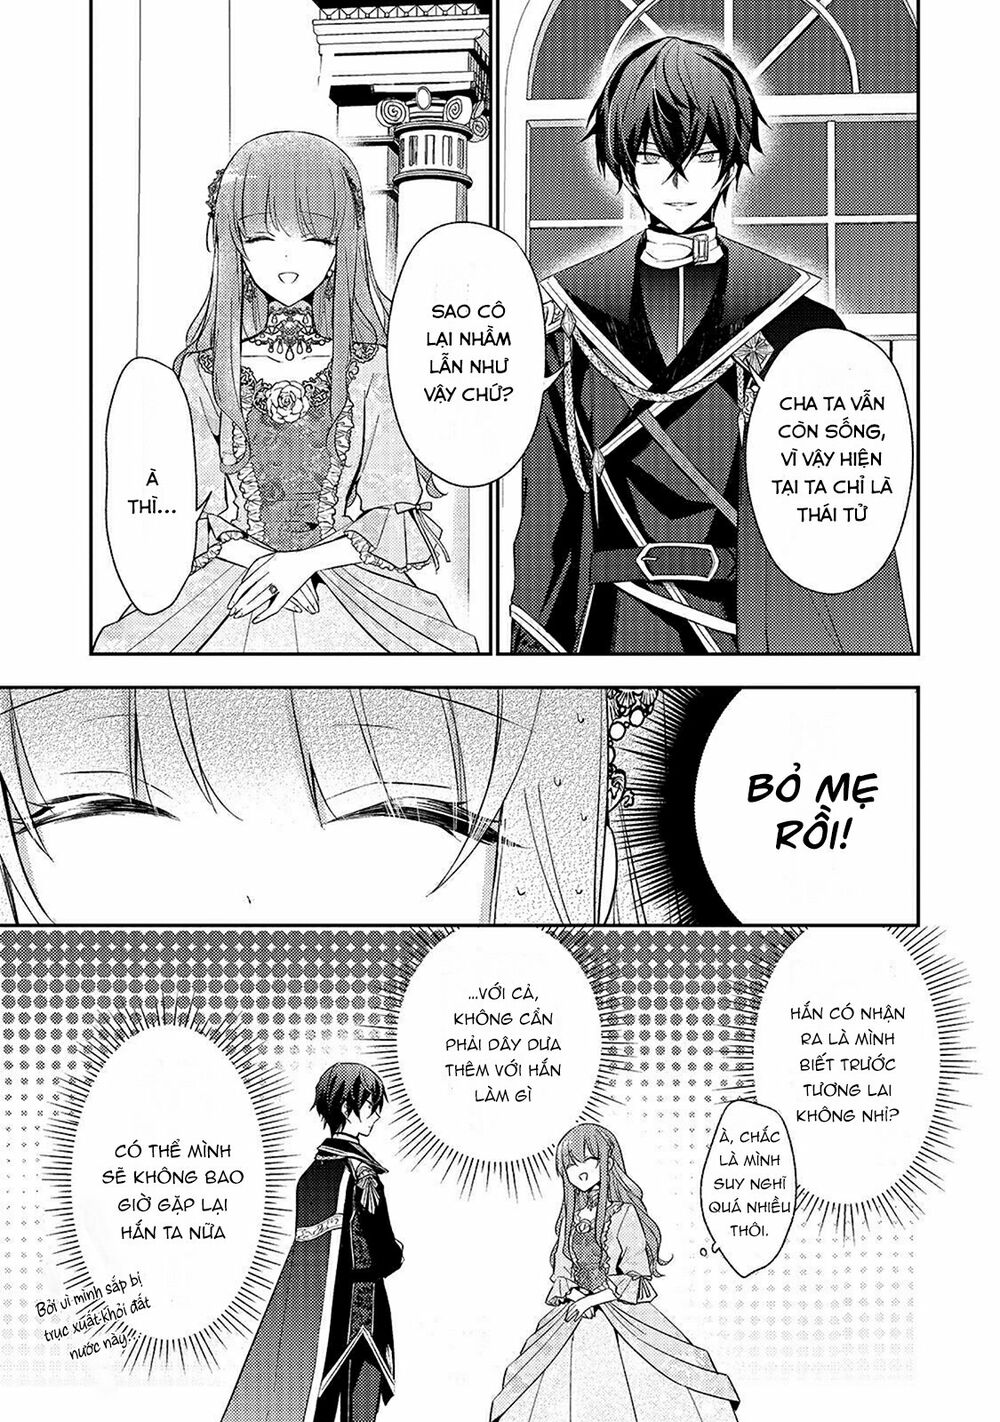 CHA TA VẪN
CÒN SỐNG,
VÌ VẬY HIỆN
TẠI TA CHỈ LÀ
THÁI TỬ
SAO CÔ
LẠI NHẦM
LẪN NHƯ
VẬY CHỨ?
À
THÌ...
BỎ MẸ
RỒI!
HẮN CÓ NHẬN
RA LÀ MÌNH
BIẾT TRƯỚC
TƯƠNG LAI
KHÔNG NHỈ?
À, CHẮC
LÀ MÌNH
SUY NGHĨ
QUÁ NHIỀU
THÔI.
...VỚI CẢ,
KHÔNG CẦN
PHẢI DÂY DƯA
THÊM VỚI HẮN
LÀM GÌ
CÓ THỂ MÌNH
SẼ KHÔNG BAO
GIỜ GẶP LẠI
HẮN TA NỮA
Bởi vì mình sắp bị
trục xuất khỏi đất
nước này